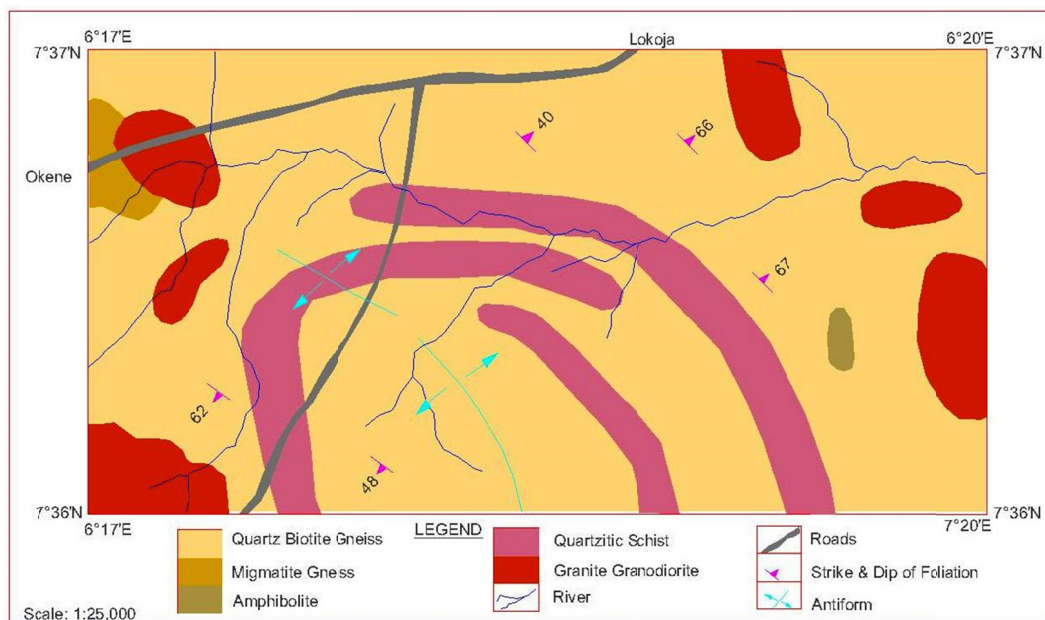 6°17'E
Lokoja
6°20'E
7°37'N
7°37'N
40
66
Okene
67
62
48
7°36'N
7°36'N
6°17'E
LEGEND
7°20'E
Quartz Biotite Gneiss
Quartzitic Schist
Roads
Migmatite Gness
Granite Granodiorite
Strike & Dip of Foliation
Amphibolite
River
Antiform
Scale: 1:25,000